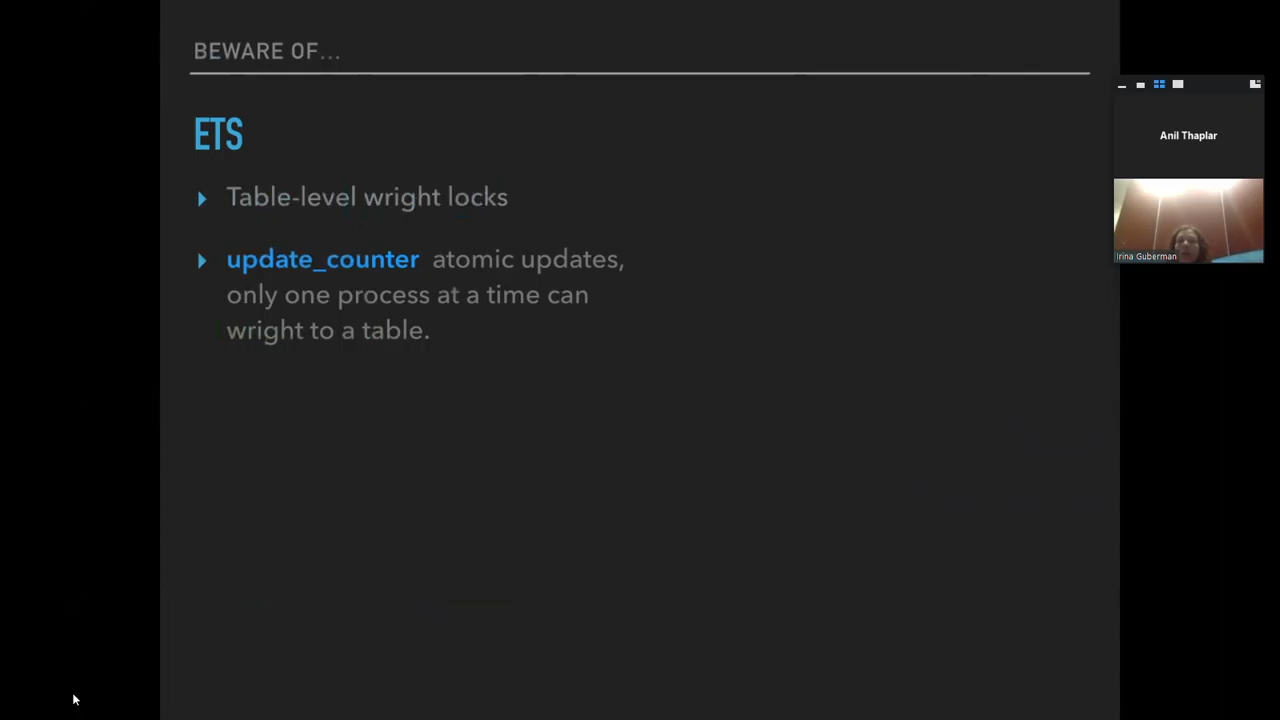 BEWARE OF...
ETS
Table-level wright locks
update_counter atomic updates,
only one process at a time can
wright to a table.
Anil Thaplar
Irina Guberman